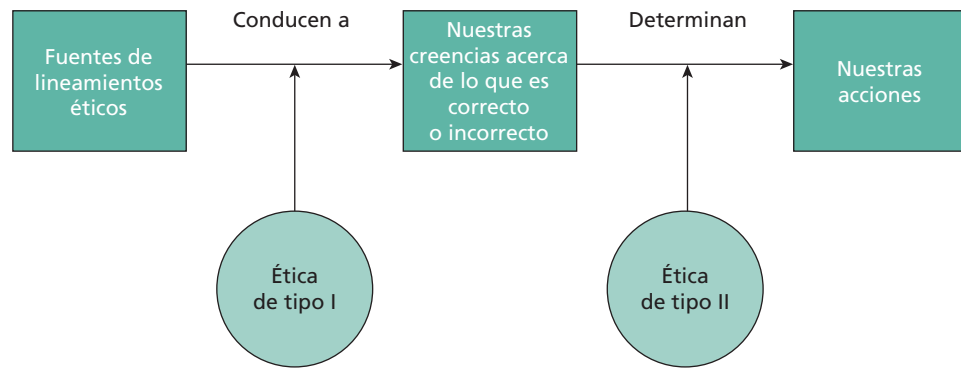 Conducen a
Determinan
Fuentes de
lineamientos
éticos
Nuestras
creencias acerca
de lo que es
correcto
o incorrecto
Nuestras
acciones
Ética
de tipo I
Ética
de tipo II